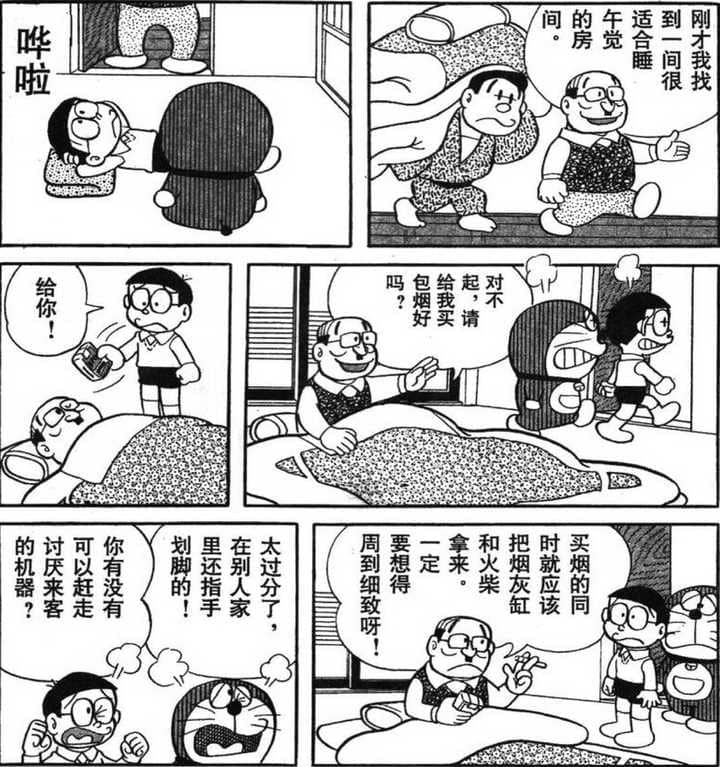 刚才我找
到一间很
适合睡
午觉
的房
间。
哗啦
对不
起，请
给我买
包烟好
吗？
给你！
买烟的同
时就应该
把烟灰缸
和火柴
拿来。
一定
要想得
周到细致呀！
太过分了，
在别人家
里还指手
划脚的！
你有没有
可以赶走
讨厌来客
的机器？